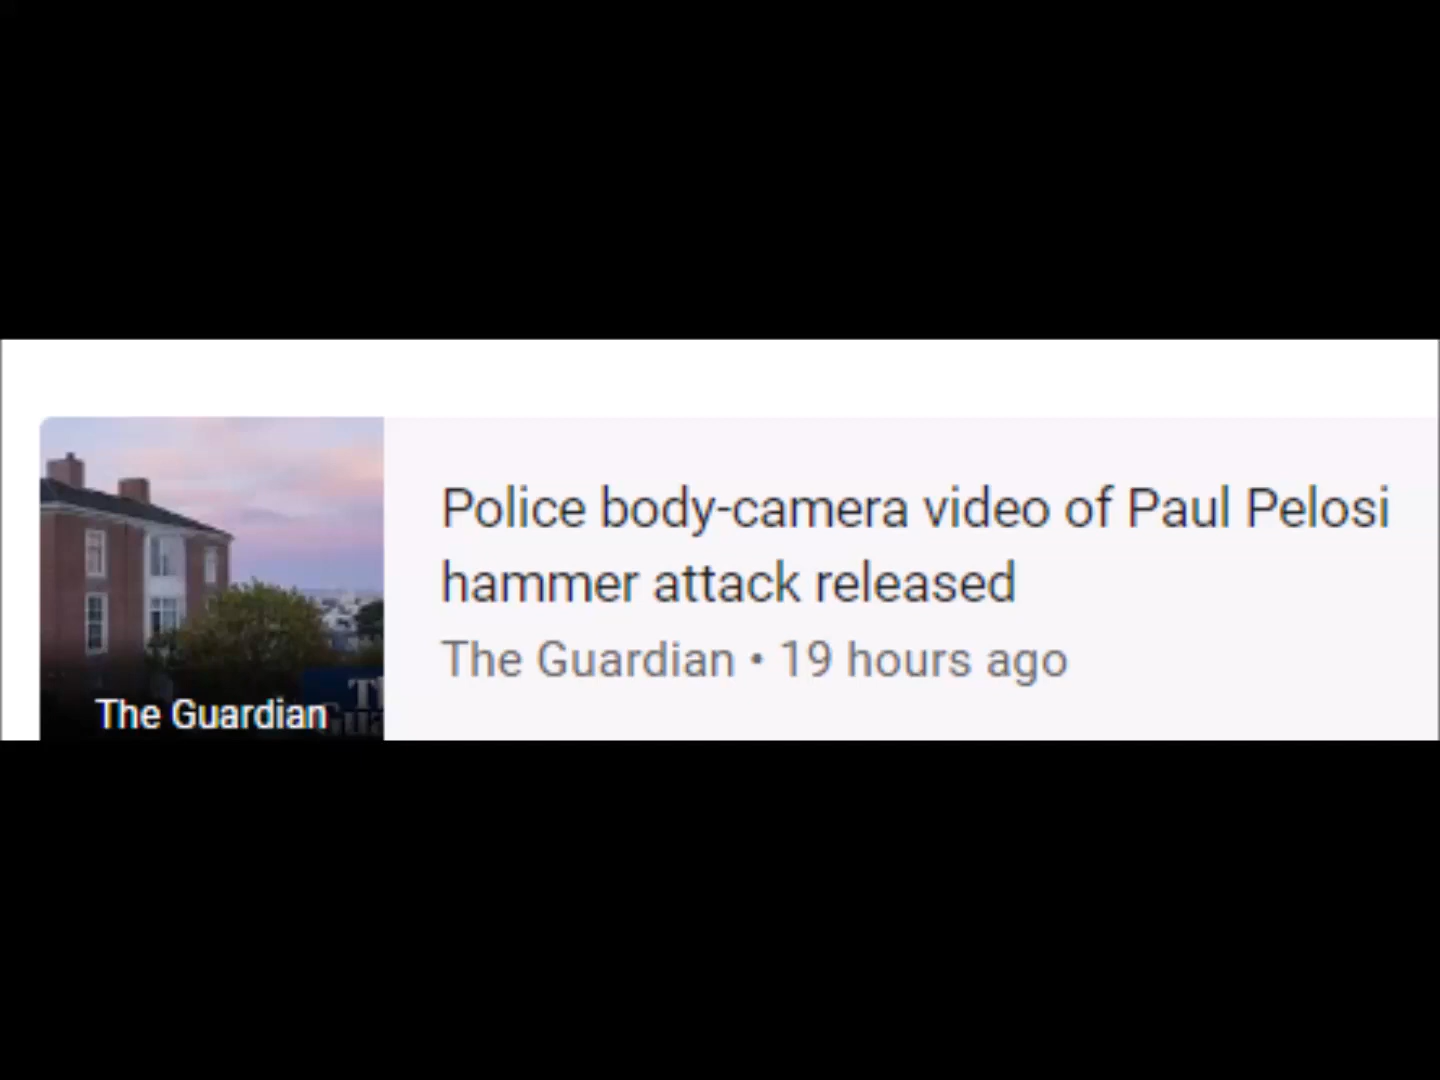 Police body-camera video of Paul Pelosi
hammer attack released
The Guardian • 19 hours ago
The Guardian